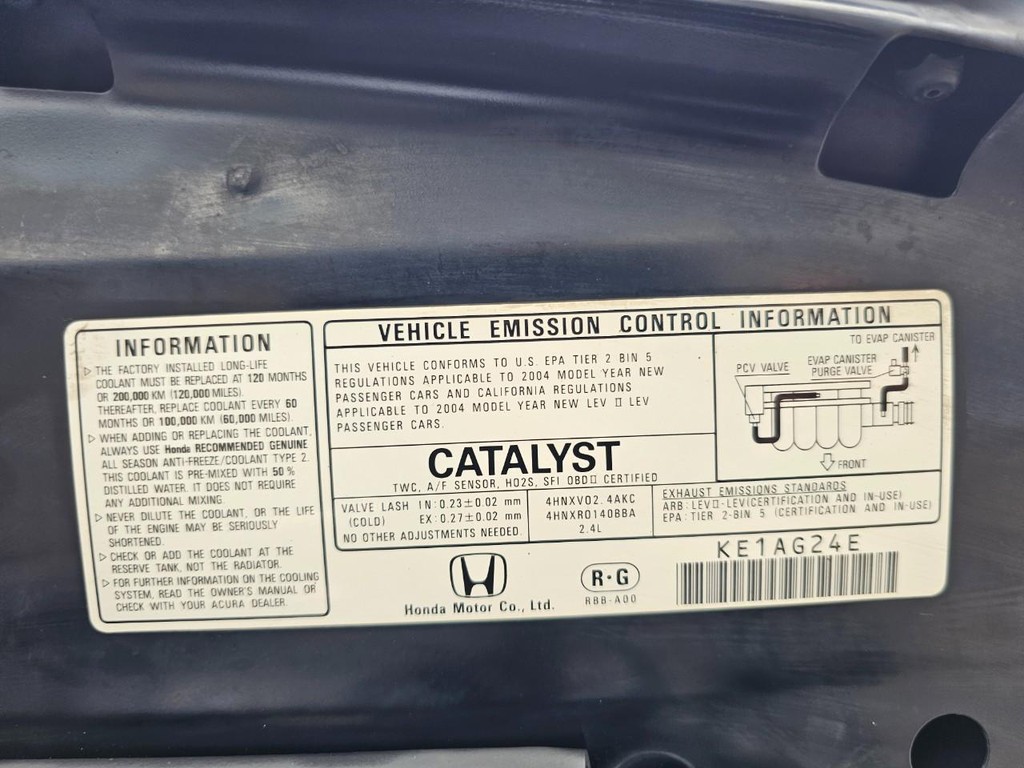 INFORMATION
▷ THE FACTORY INSTALLED LONG-LIFE
COOLANT MUST BE REPLACED AT 120 MONTHS
OR 200,000 KM (120,000 MILES).
THEREAFTER, REPLACE COOLANT EVERY 60
MONTHS OR 100,000 KM (60,000 MILES).
▷ WHEN ADDING OR REPLACING THE COOLANT,
ALWAYS USE Honda RECOMMENDED GENUINE
ALL SEASON ANTI-FREEZE/COOLANT TYPE 2.
THIS COOLANT IS PRE-MIXED WITH 50 %
DISTILLED WATER. IT DOES NOT REQUIRE
ANY ADDITIONAL MIXING.
▷ NEVER DILUTE THE COOLANT, OR THE LIFE
OF THE ENGINE MAY BE SERIOUSLY
SHORTENED.
▷ CHECK OR ADD THE COOLANT AT THE
RESERVE TANK, NOT THE RADIATOR.
▷ FOR FURTHER INFORMATION ON THE COOLING
SYSTEM, READ THE OWNER'S MANUAL OR
CHECK WITH YOUR ACURA DEALER.
VEHICLE EMISSION CONTROL INFORMATION
THIS VEHICLE CONFORMS TO U.S. EPA TIER 2 BIN 5
REGULATIONS APPLICABLE TO 2004 MODEL YEAR NEW
PASSENGER CARS AND CALIFORNIA REGULATIONS
APPLICABLE TO 2004 MODEL YEAR NEW LEV Ⅱ LEV
PASSENGER CARS.
CATALYST
TWC, A/F SENSOR, HO2S, SFI OBDⅡ CERTIFIED
TO EVAP CANISTER
PCV VALVE
EVAP CANISTER
PURGE VALVE
FRONT
VALVE LASH IN:0.23±0.02 mm
(COLD) EX:0.27±0.02 mm
NO OTHER ADJUSTMENTS NEEDED.
4HNXV02.4AKC
4HNXR0140BBA
2.4L
EXHAUST EMISSIONS STANDARDS
ARB: LEVⅡ-LEV(CERTIFICATION AND IN-USE)
EPA: TIER 2-BIN 5 (CERTIFICATION AND IN-USE)
Honda Motor Co., Ltd.
R·G
RBB-A00
KE1AG24E